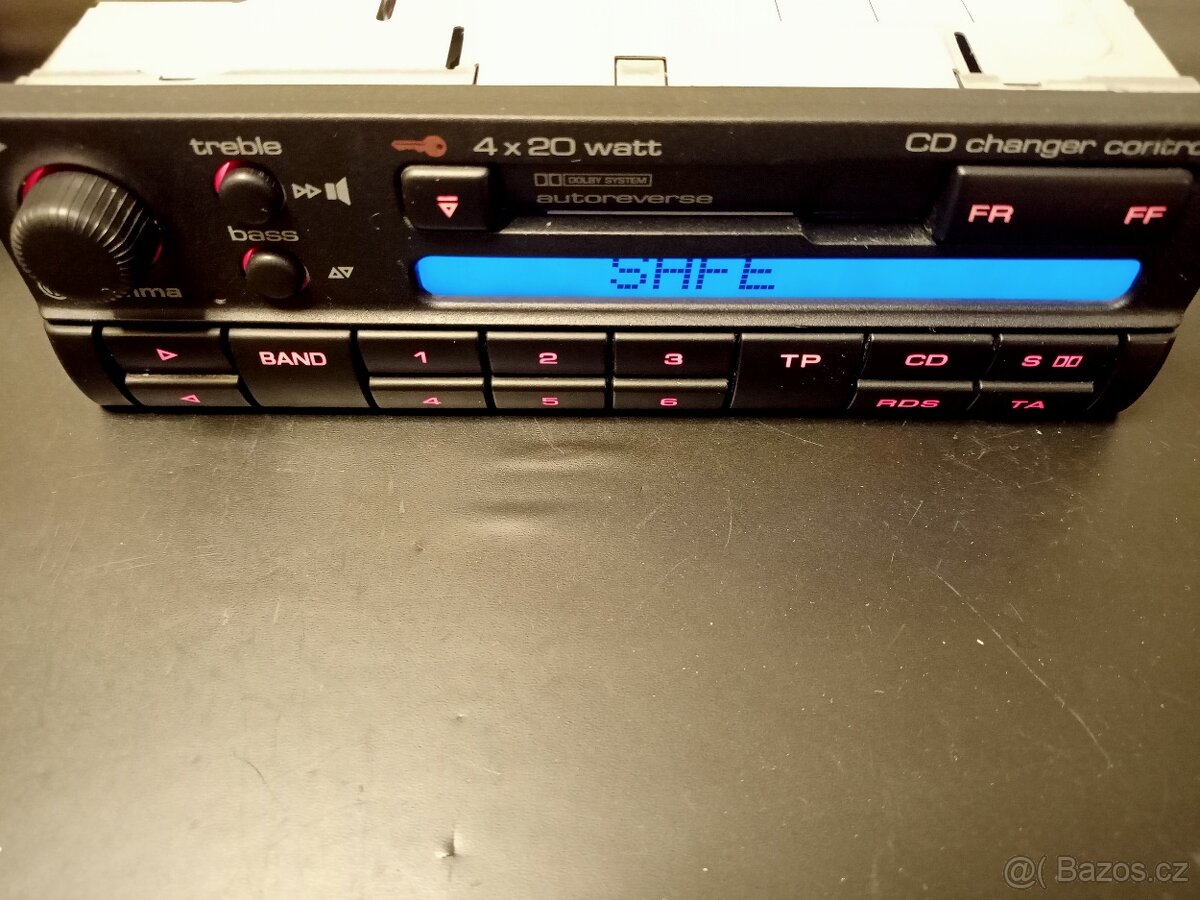 treble
4 x 20 watt
CD changer contro
DOLBY SYSTEM
autoreverse
FR
FF
bass
SAFE
BAND
1
2
3
TP
CD
S
4
5
6
RDS
TA
@( Bazos.cz